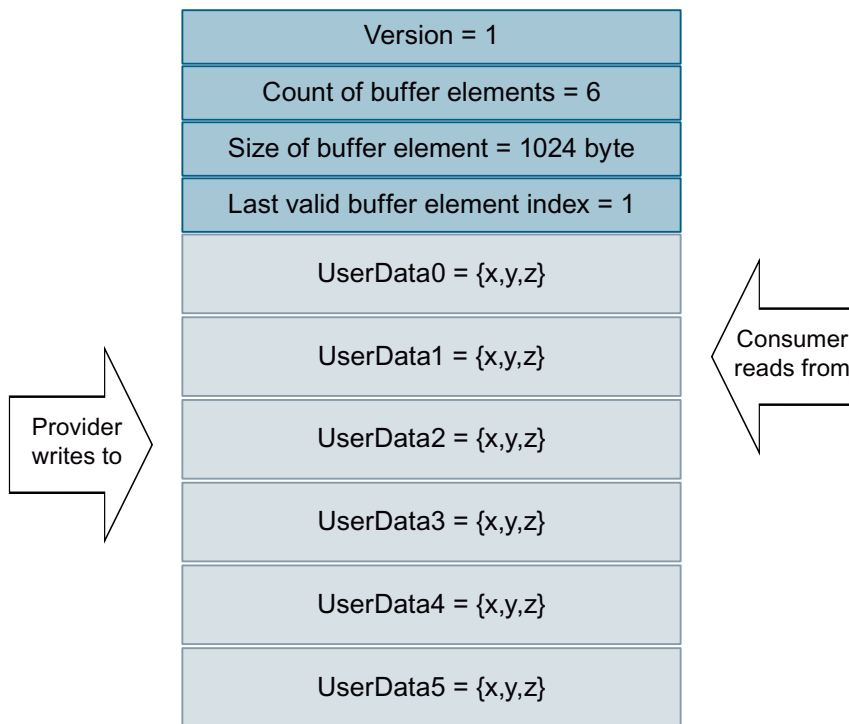 Version = 1
Count of buffer elements = 6
Size of buffer element = 1024 byte
Last valid buffer element index = 1
UserData0 = {x,y,z}
UserData1 = {x,y,z}
Consumer
reads from
Provider
writes to
UserData2 = {x,y,z}
UserData3 = {x,y,z}
UserData4 = {x,y,z}
UserData5 = {x,y,z}